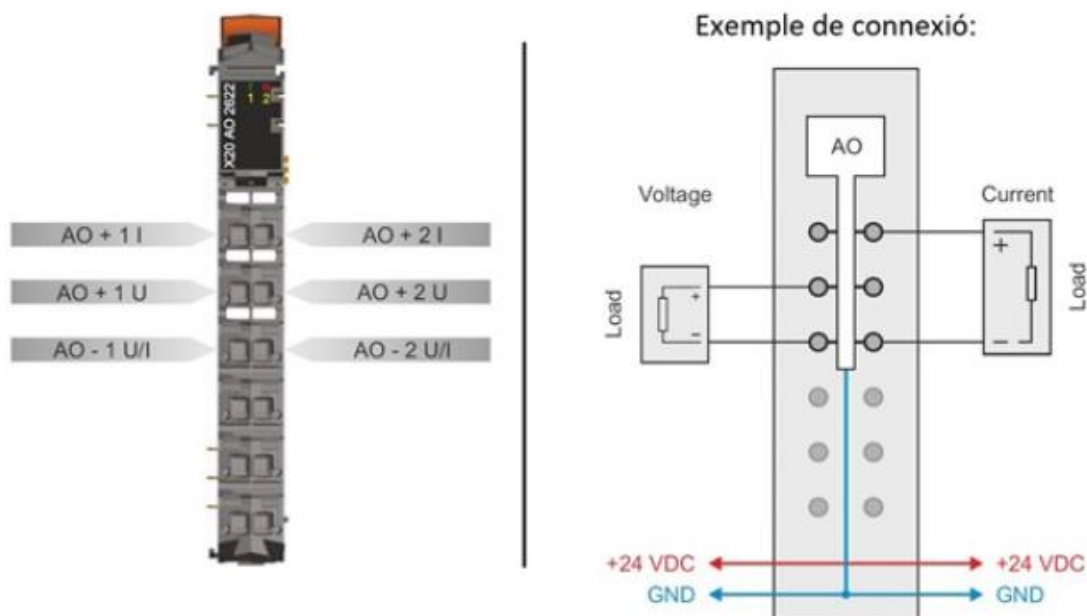 Exemple de connexió:
X20 AO 2622
1 2
AO + 1 I
AO + 2 I
AO + 1 U
AO + 2 U
AO - 1 U/I
AO - 2 U/I
AO
Voltage
Current
Load
+
−
+
−
Load
+24 VDC
+24 VDC
GND
GND